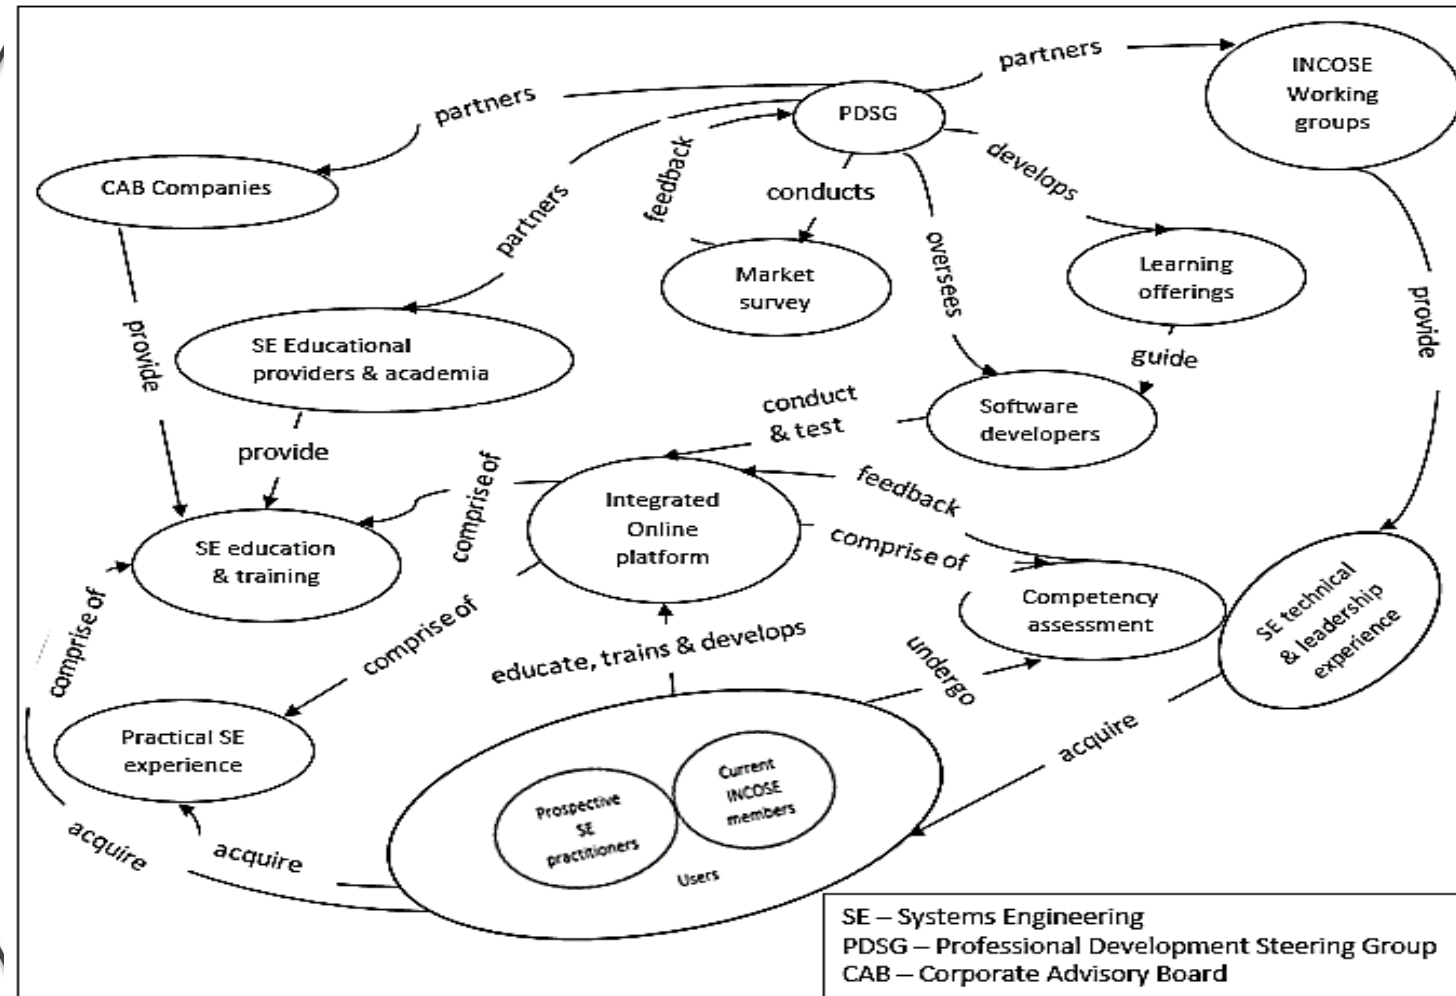 partners
INCOSE
Working
groups
partners
PDSG
CAB Companies
feedback
conducts
develops
partners
provide
Market
survey
oversees
Learning
offerings
provide
SE Educational
providers & academia
guide
conduct
& test
Software
developers
provide
comprise of
feedback
Integrated
Online
platform
comprise of
SE education
& training
Competency
assessment
SE technical
& leadership
experience
comprise of
comprise of
educate, trains & develops
undergo
acquire
Practical SE
experience
Current
INCOSE
members
Prospective
SE
practitioners
Users
acquire
acquire
SE – Systems Engineering
PDSG – Professional Development Steering Group
CAB – Corporate Advisory Board